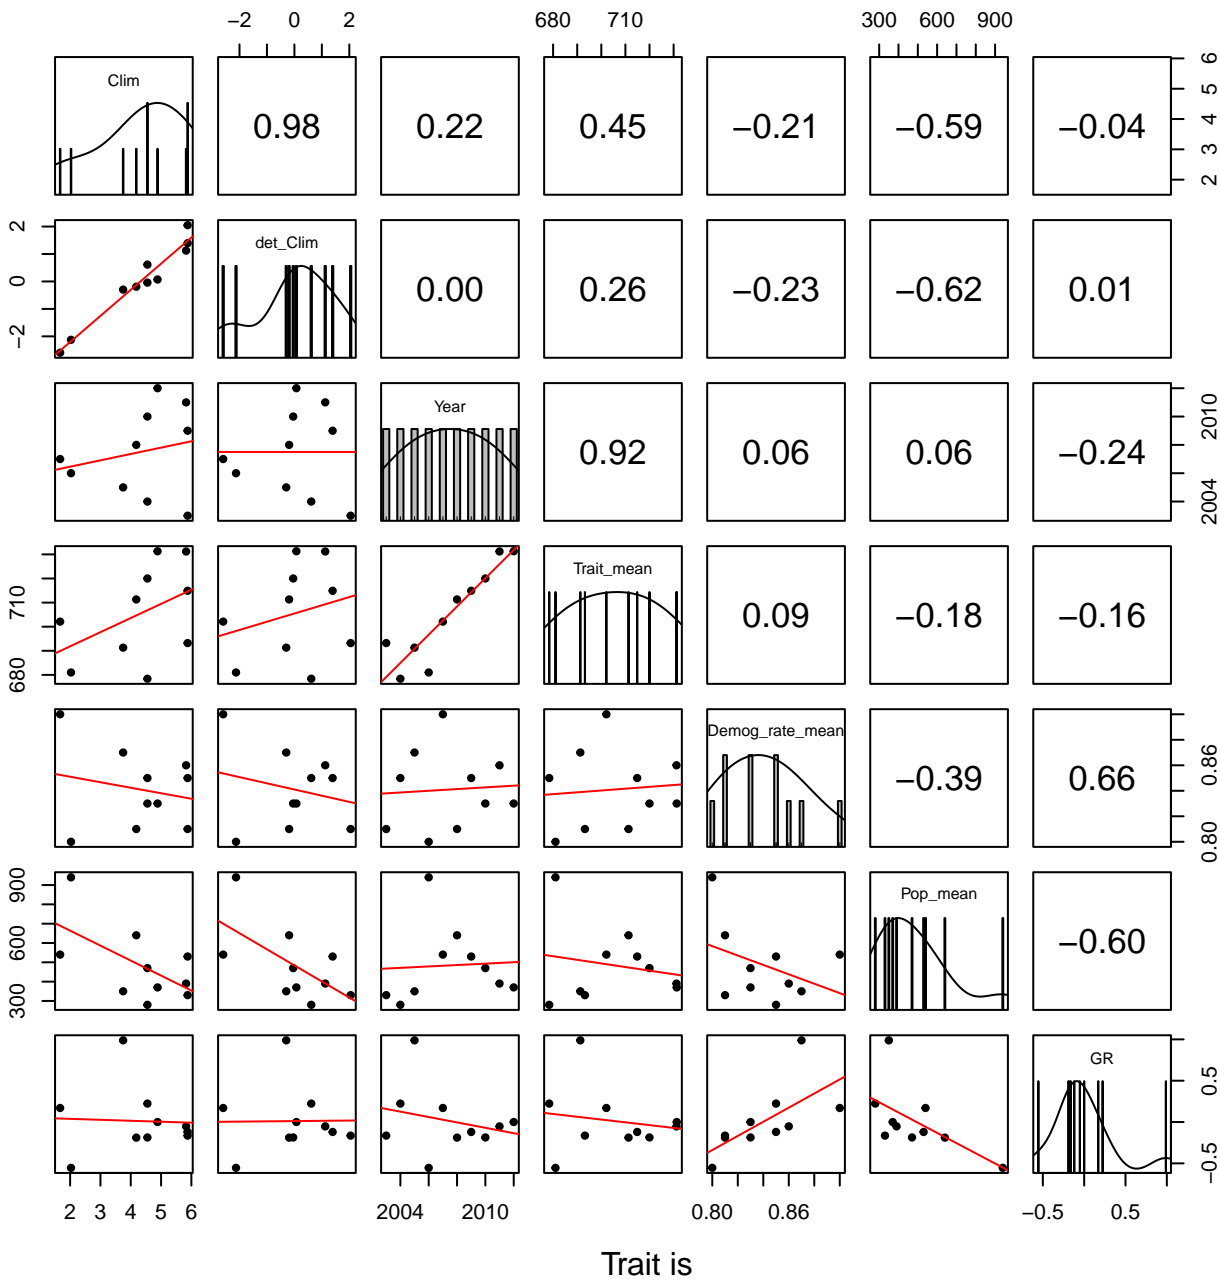 −2 0 2 680 710 300 600 900
Clim 0.98 0.22 0.45 −0.21 −0.59 −0.04 2 3 4 5 6
−2 0 2 det_Clim 0.00 0.26 −0.23 −0.62 0.01
Year 0.92 0.06 0.06 −0.24 2004 2010
680 710 Trait_mean 0.09 −0.18 −0.16
Demog_rate_mean −0.39 0.66 0.80 0.86
300 600 900 Pop_mean −0.60
GR −0.5 0.5
2 3 4 5 6 2004 2010 0.80 0.86 −0.5 0.5
Trait is